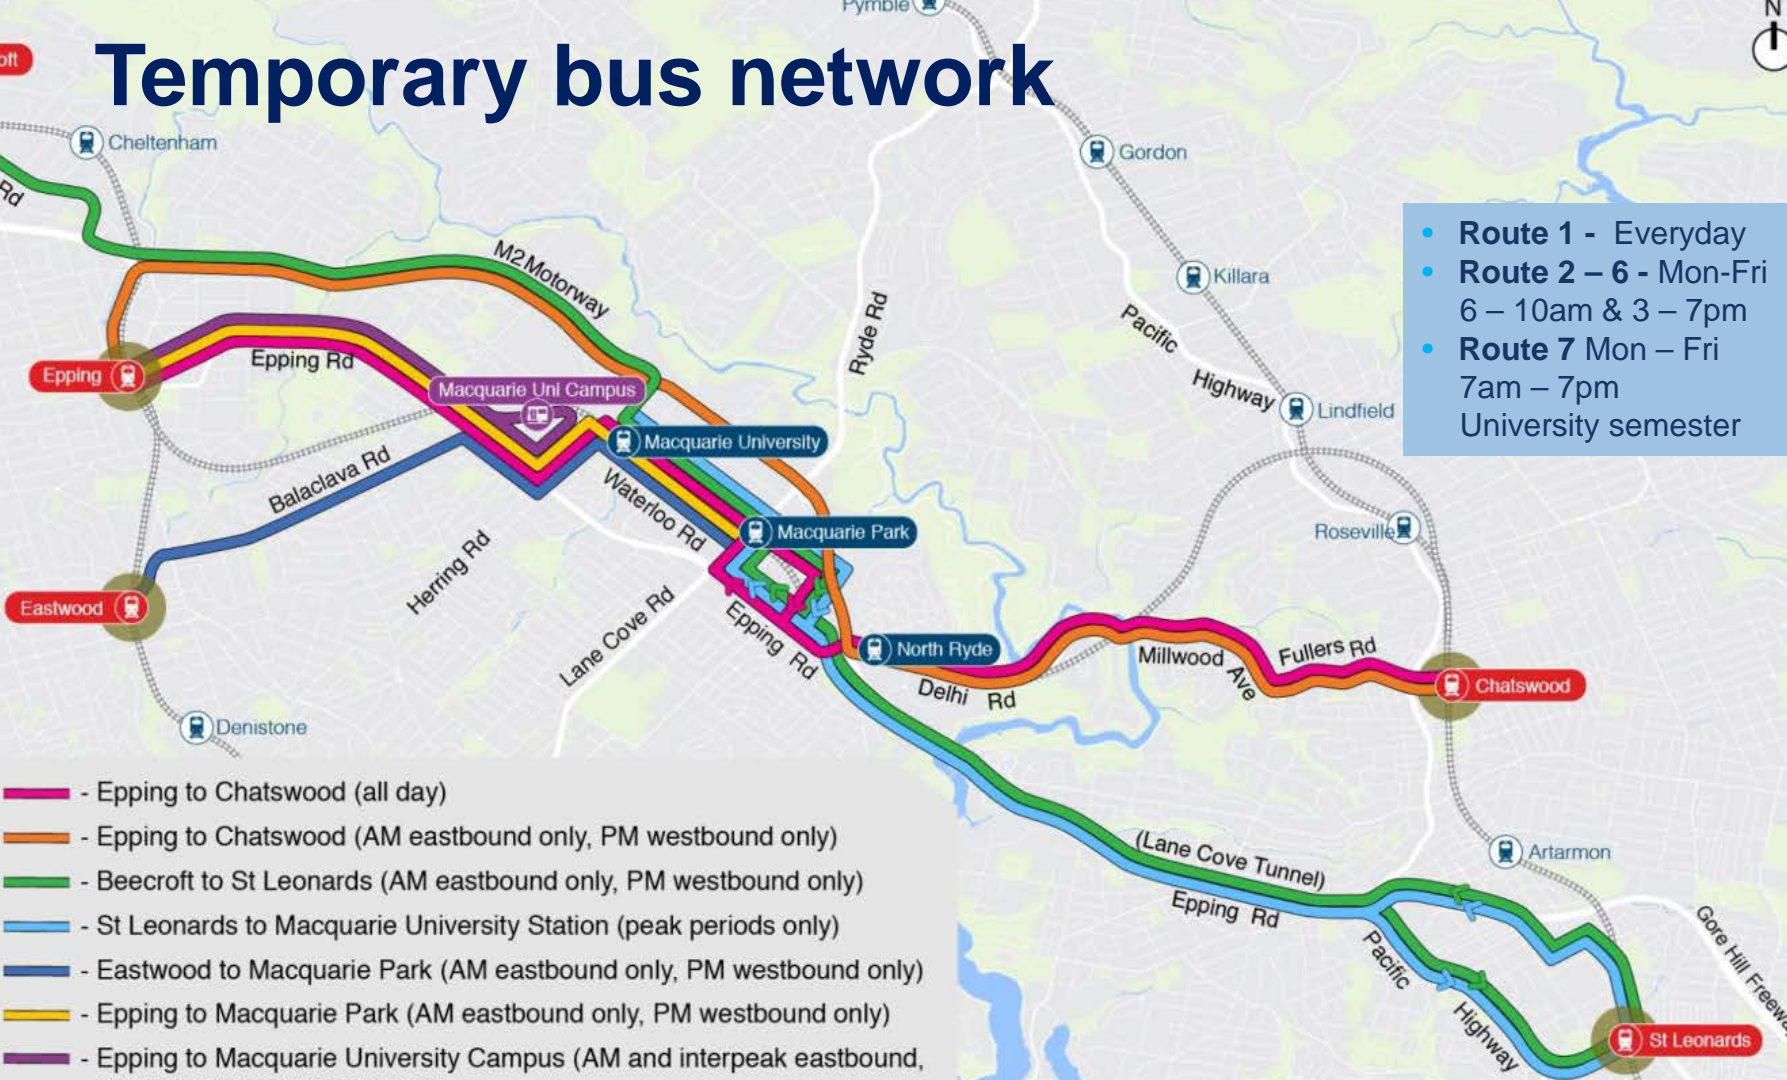 Pymble
N
Temporary bus network
Cheltenham
Gordon
Rd
M2 Motorway
Killara
Ryde Rd
Pacific
Highway
Lindfield
• Route 1 - Everyday
• Route 2 – 6 - Mon-Fri
6 – 10am & 3 – 7pm
• Route 7 Mon – Fri
7am – 7pm
University semester
Epping
Epping Rd
Macquarie Uni Campus
Macquarie University
Balaclava Rd
Waterloo Rd
Macquarie Park
Roseville
Herring Rd
Eastwood
Lane Cove Rd
Epping Rd
North Ryde
Delhi Rd
Millwood Ave
Fullers Rd
Chatswood
Denistone
(Lane Cove Tunnel)
Epping Rd
Artarmon
Pacific
Highway
Gore Hill Freeway
St Leonards
- Epping to Chatswood (all day)
- Epping to Chatswood (AM eastbound only, PM westbound only)
- Beecroft to St Leonards (AM eastbound only, PM westbound only)
- St Leonards to Macquarie University Station (peak periods only)
- Eastwood to Macquarie Park (AM eastbound only, PM westbound only)
- Epping to Macquarie Park (AM eastbound only, PM westbound only)
- Epping to Macquarie University Campus (AM and interpeak eastbound,